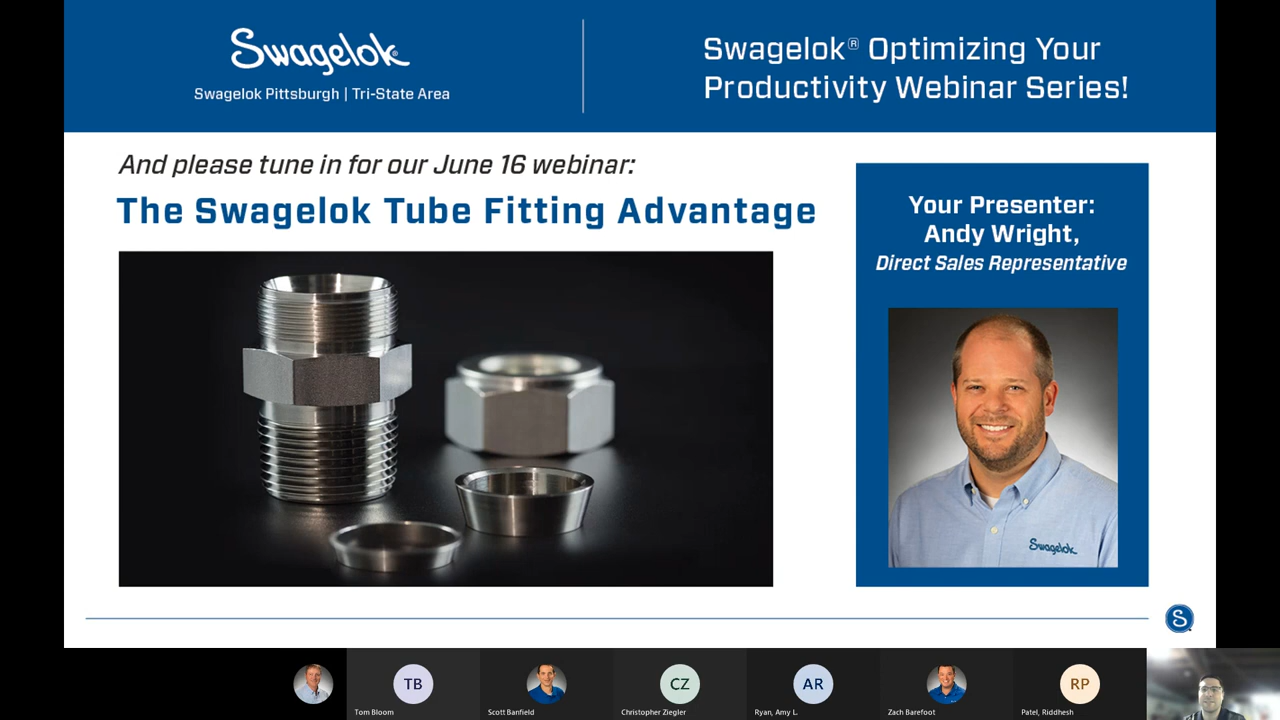 Swagelok®
Swagelok Pittsburgh | Tri-State Area
Swagelok® Optimizing Your
Productivity Webinar Series!
And please tune in for our June 16 webinar:
The Swagelok Tube Fitting Advantage
Your Presenter:
Andy Wright,
Direct Sales Representative
Swagelok
S
TB
CZ
AR
RP
Tom Bloom
Scott Banfield
Christopher Ziegler
Ryan, Amy L.
Zach Barefoot
Patel, Riddhesh